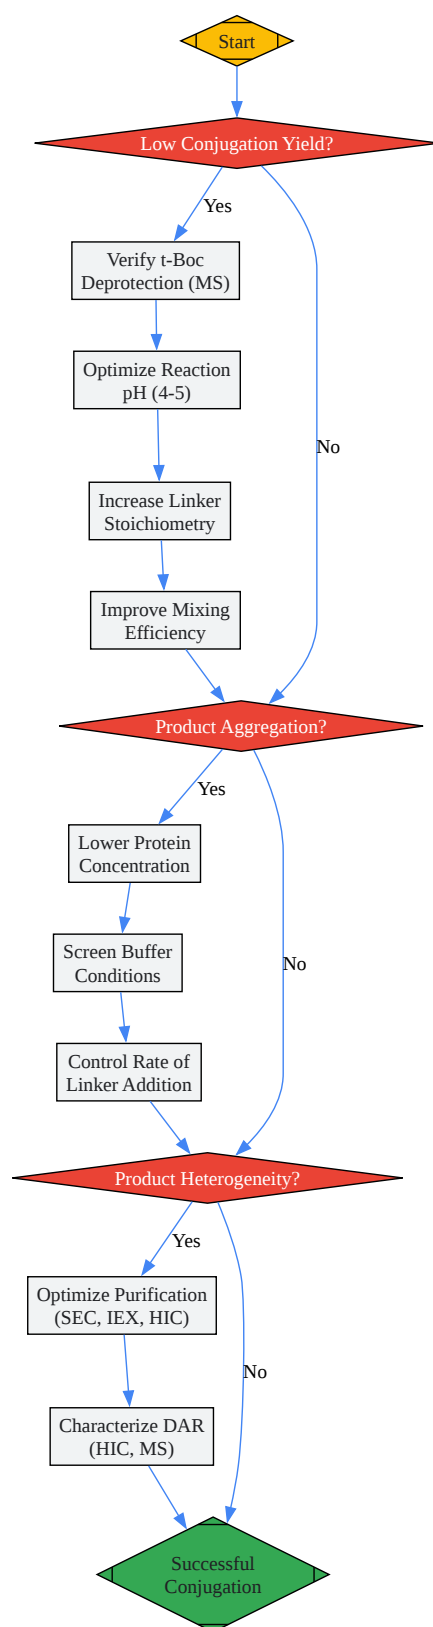 Start
Low Conjugation Yield?
Yes
Verify t-Boc
Deprotection (MS)
Optimize Reaction
pH (4-5)
No
Increase Linker
Stoichiometry
Improve Mixing
Efficiency
Product Aggregation?
Yes
Lower Protein
Concentration
Screen Buffer
Conditions
No
Control Rate of
Linker Addition
Product Heterogeneity?
Yes
Optimize Purification
(SEC, IEX, HIC)
No
Characterize DAR
(HIC, MS)
Successful
Conjugation